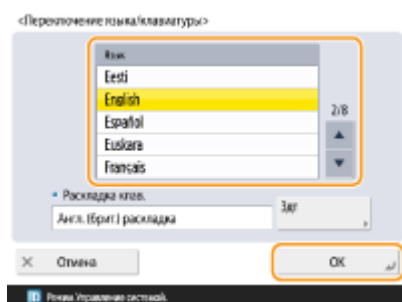 <Переключение языка/клавиатуры>
Язык
Eesti
English
Español
Euskara
Français
2/8
Раскладка клав.
Англ. (брит.) раскладка
Задт
× Отмена
OK
Режим Управление системой.